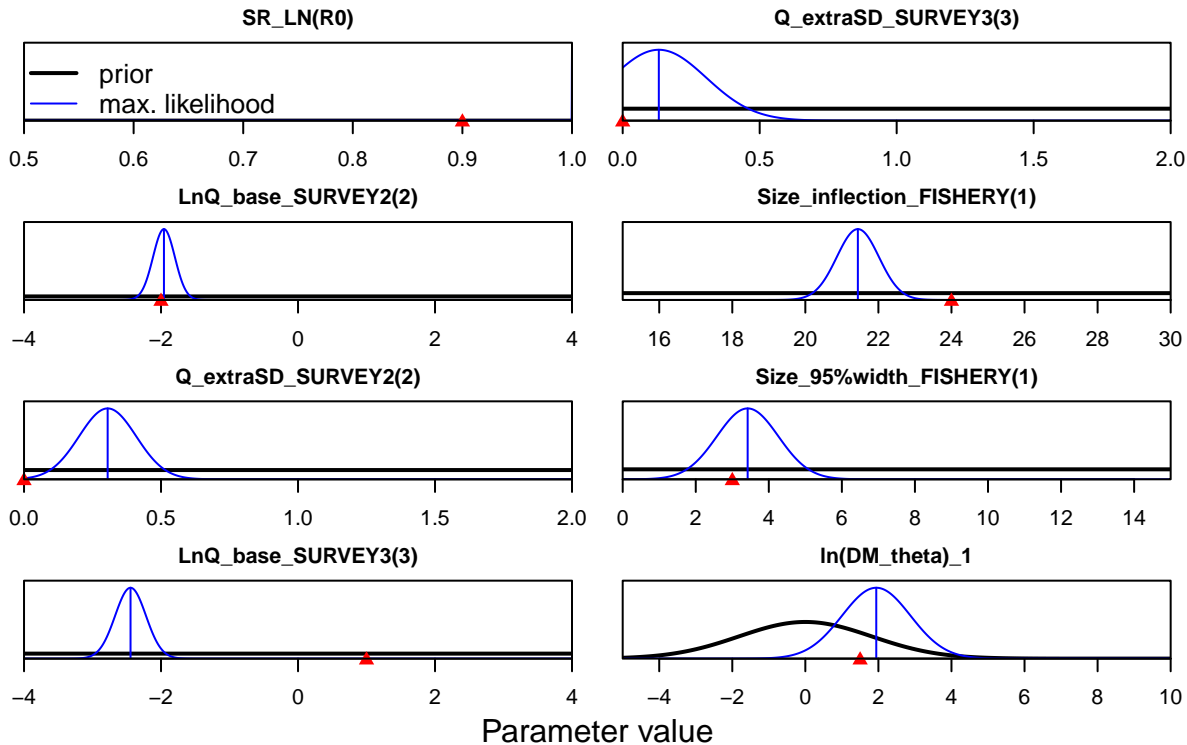 SR_LN(R0)
prior
max. likelihood
0.5 0.6 0.7 0.8 0.9 1.0
LnQ_base_SURVEY2(2)
−4 −2 0 2 4
Q_extraSD_SURVEY2(2)
0.0 0.5 1.0 1.5 2.0
LnQ_base_SURVEY3(3)
−4 −2 0 2 4
Q_extraSD_SURVEY3(3)
0.0 0.5 1.0 1.5 2.0
Size_inflection_FISHERY(1)
16 18 20 22 24 26 28 30
Size_95%width_FISHERY(1)
0 2 4 6 8 10 12 14
ln(DM_theta)_1
−4 −2 0 2 4 6 8 10
Parameter value